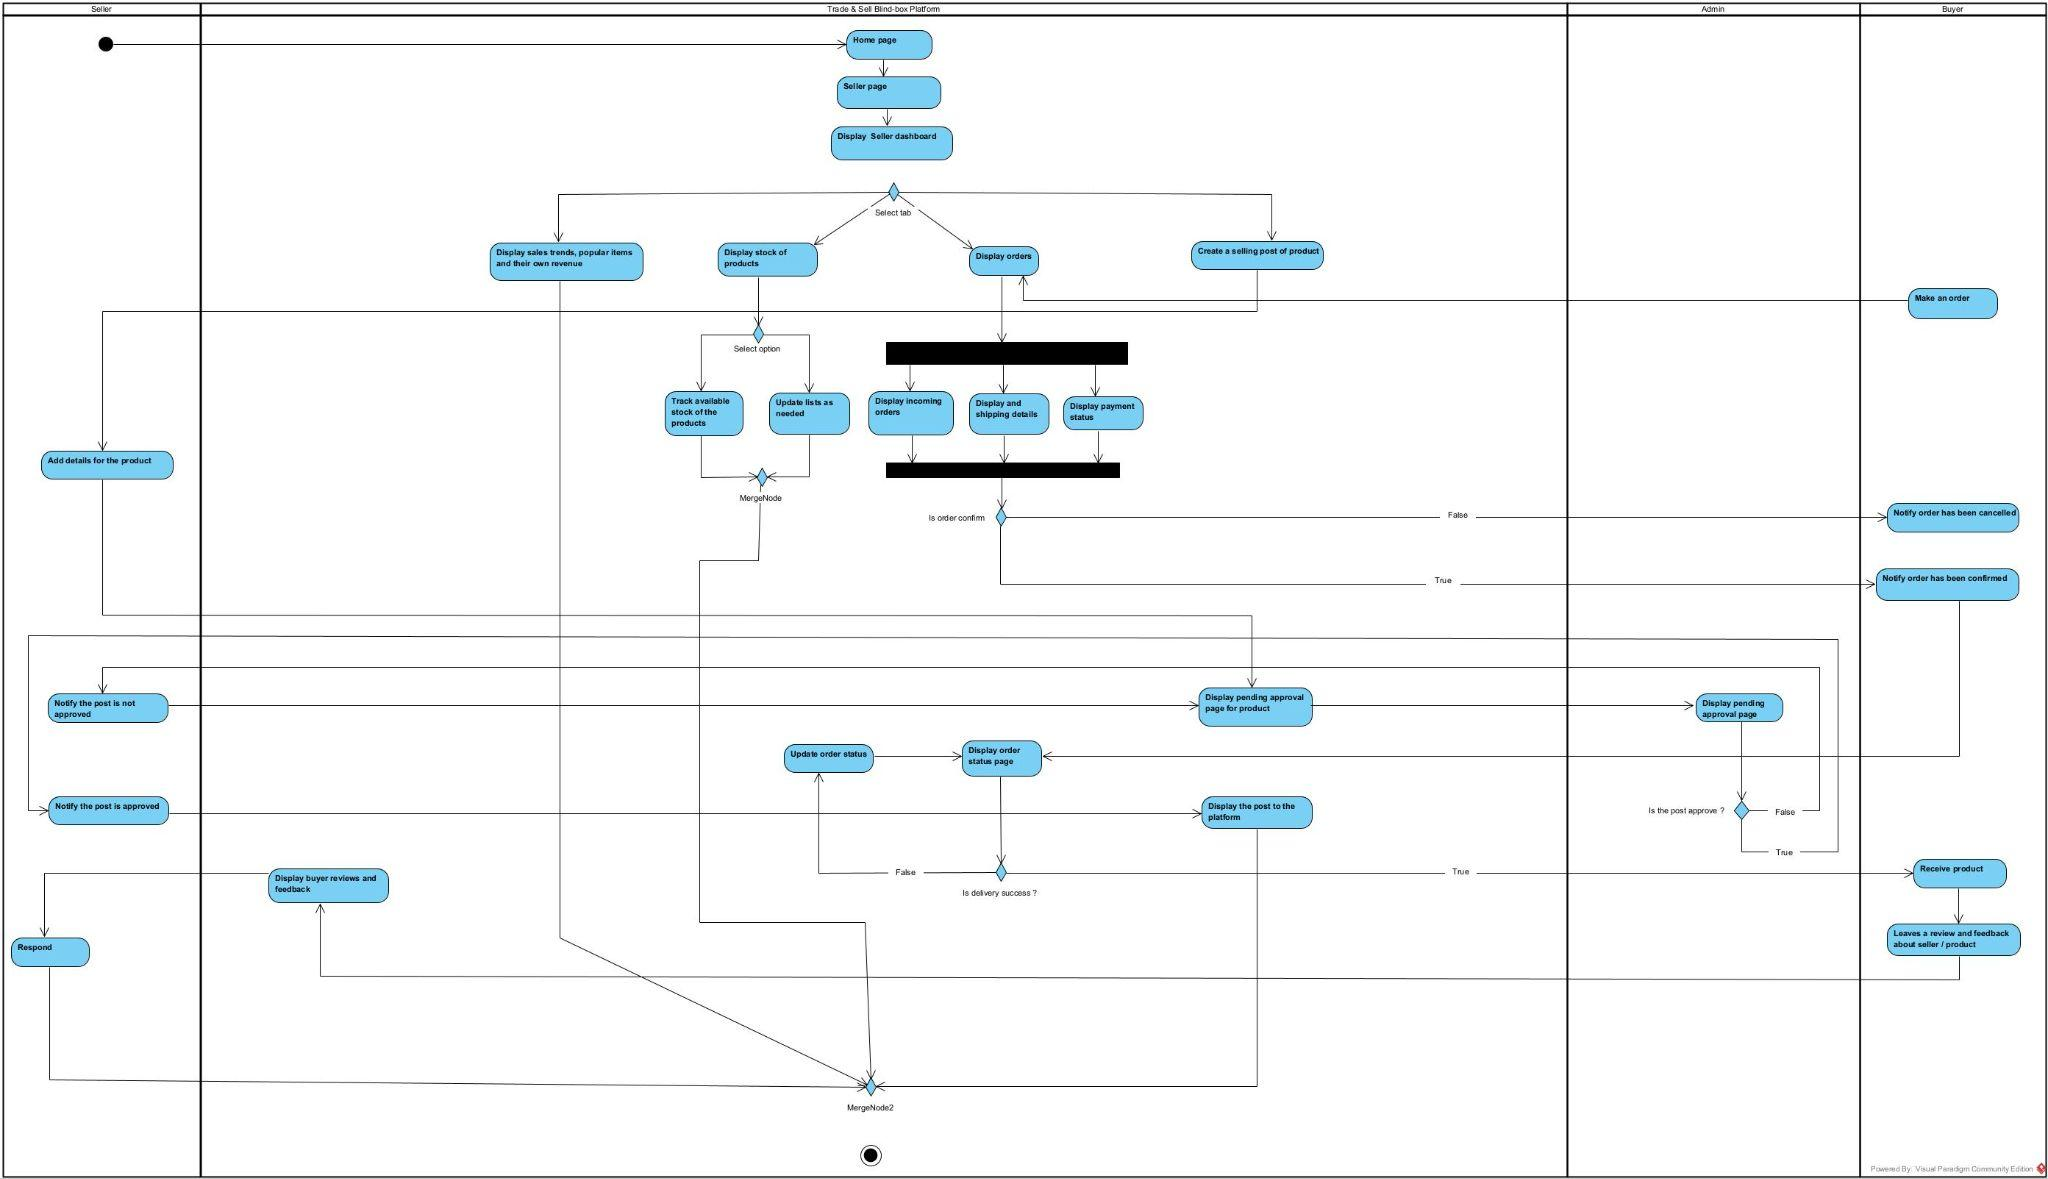 Seller
Trade & Sell Blind-box Platform
Admin
Buyer
Home page
Seller page
Display Seller dashboard
Select tab
Display sales trends, popular items
and their own revenue
Display stock of
products
Display orders
Create a selling post of product
Make an order
Select option
Track available
stock of the
products
Update lists as
needed
Display incoming
orders
Display and
shipping details
Display payment
status
Add details for the product
MergeNode
Is order confirm
False
Notify order has been cancelled
True
Notify order has been confirmed
Notify the post is not
approved
Display pending approval
page for product
Display pending
approval page
Update order status
Display order
status page
Notify the post is approved
Display the post to the
platform
Is the post approve ?
False
True
Display buyer reviews and
feedback
False
Is delivery success ?
True
Receive product
Respond
Leaves a review and feedback
about seller / product
MergeNode2
Powered By: Visual Paradigm Community Edition